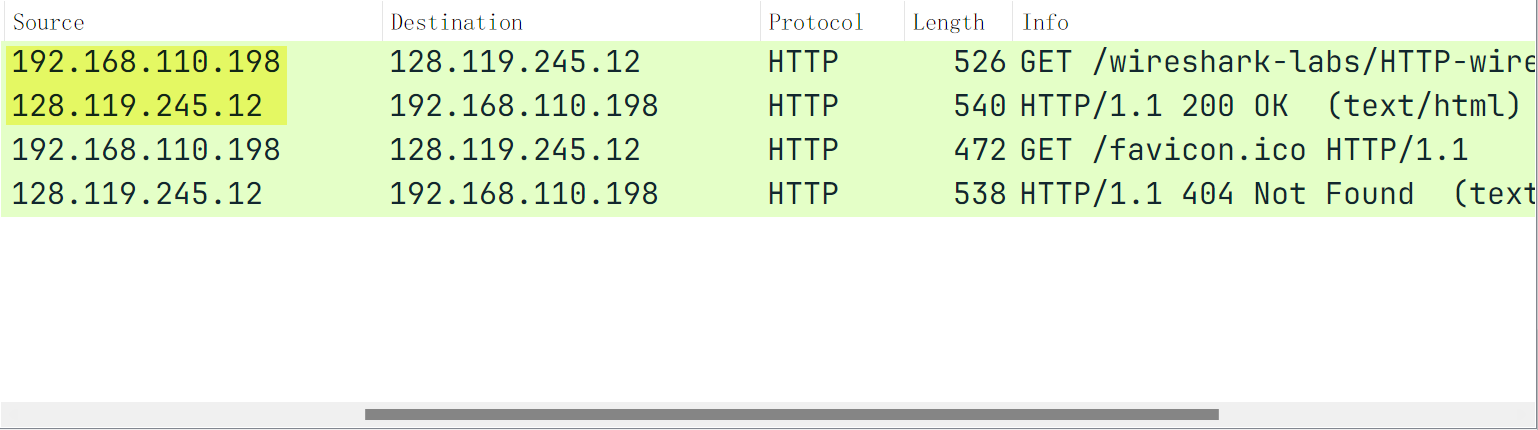 Source Destination Protocol Length Info
192.168.110.198 128.119.245.12 HTTP 526 GET /wireshark-labs/HTTP-wire
128.119.245.12 192.168.110.198 HTTP 540 HTTP/1.1 200 OK (text/html)
192.168.110.198 128.119.245.12 HTTP 472 GET /favicon.ico HTTP/1.1
128.119.245.12 192.168.110.198 HTTP 538 HTTP/1.1 404 Not Found (text